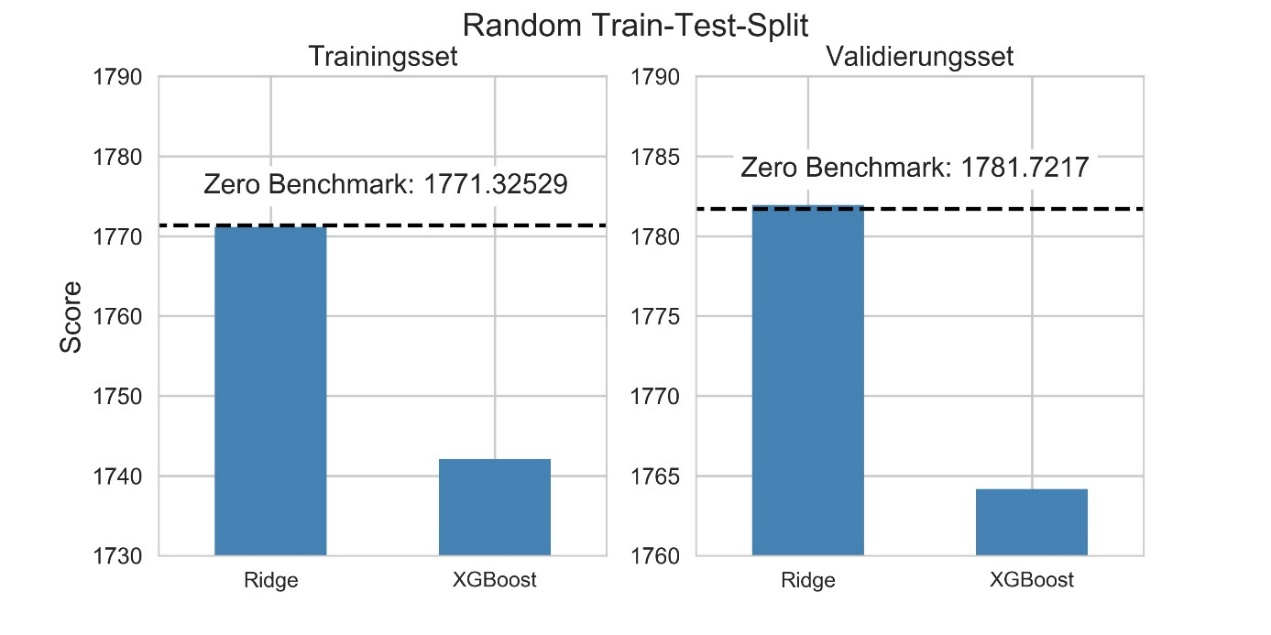 Random Train-Test-Split
Trainingsset
1790
1780
Zero Benchmark: 1771.32529
1770
1760
1750
1740
1730
Score
Ridge
XGBoost
Validierungsset
1790
1785
Zero Benchmark: 1781.7217
1780
1775
1770
1765
1760
Ridge
XGBoost